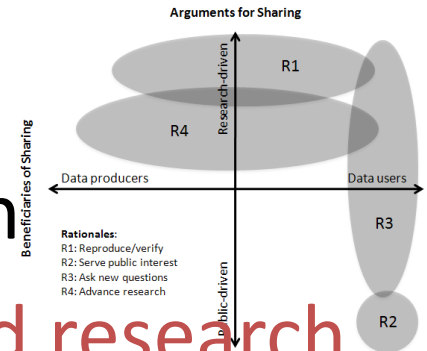 Arguments for Sharing
Research-driven
R1
R4
Beneficiaries of Sharing
Data producers
Data users
R3
Rationales:
R1: Reproduce/verify
R2: Serve public interest
R3: Ask new questions
R4: Advance research
Public-driven
R2
n
d research